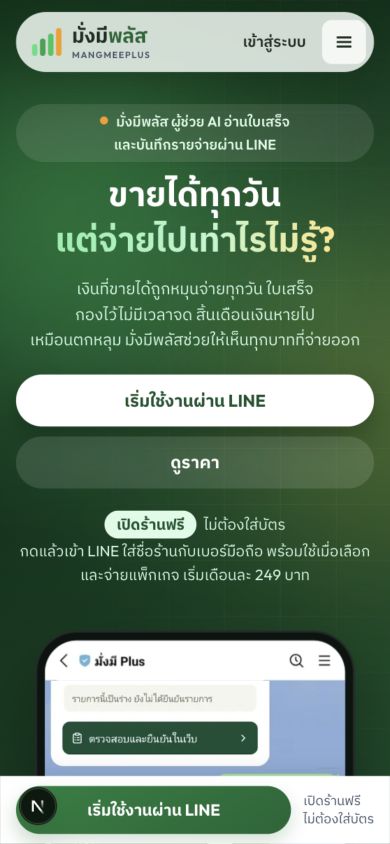 มั่งมีพลัส
MANGMEEPLUS
เข้าสู่ระบบ
มั่งมีพลัส ผู้ช่วย AI อ่านใบเสร็จ
และบันทึกรายจ่ายผ่าน LINE
ขายได้ทุกวัน
แต่จ่ายไปเท่าไรไม่รู้?
เงินที่ขายได้ถูกหมุนจ่ายทุกวัน ใบเสร็จ
กองไว้ไม่มีเวลาจด สิ้นเดือนเงินหายไป
เหมือนตกหลุม มั่งมีพลัสช่วยให้เห็นทุกบาทที่จ่ายออก
เริ่มใช้งานผ่าน LINE
ดูราคา
เปิดร้านฟรี ไม่ต้องใส่บัตร
กดแล้วเข้า LINE ใส่ชื่อร้านกับเบอร์มือถือ พร้อมใช้เมื่อเลือก
และจ่ายแพ็กเกจ เริ่มเดือนละ 249 บาท
มั่งมี Plus
รายการนี้เป็นร่าง ยังไม่ได้ยืนยันรายการ
ตรวจสอบและยืนยันในเว็บ
N
เริ่มใช้งานผ่าน LINE
เปิดร้านฟรี
ไม่ต้องใส่บัตร